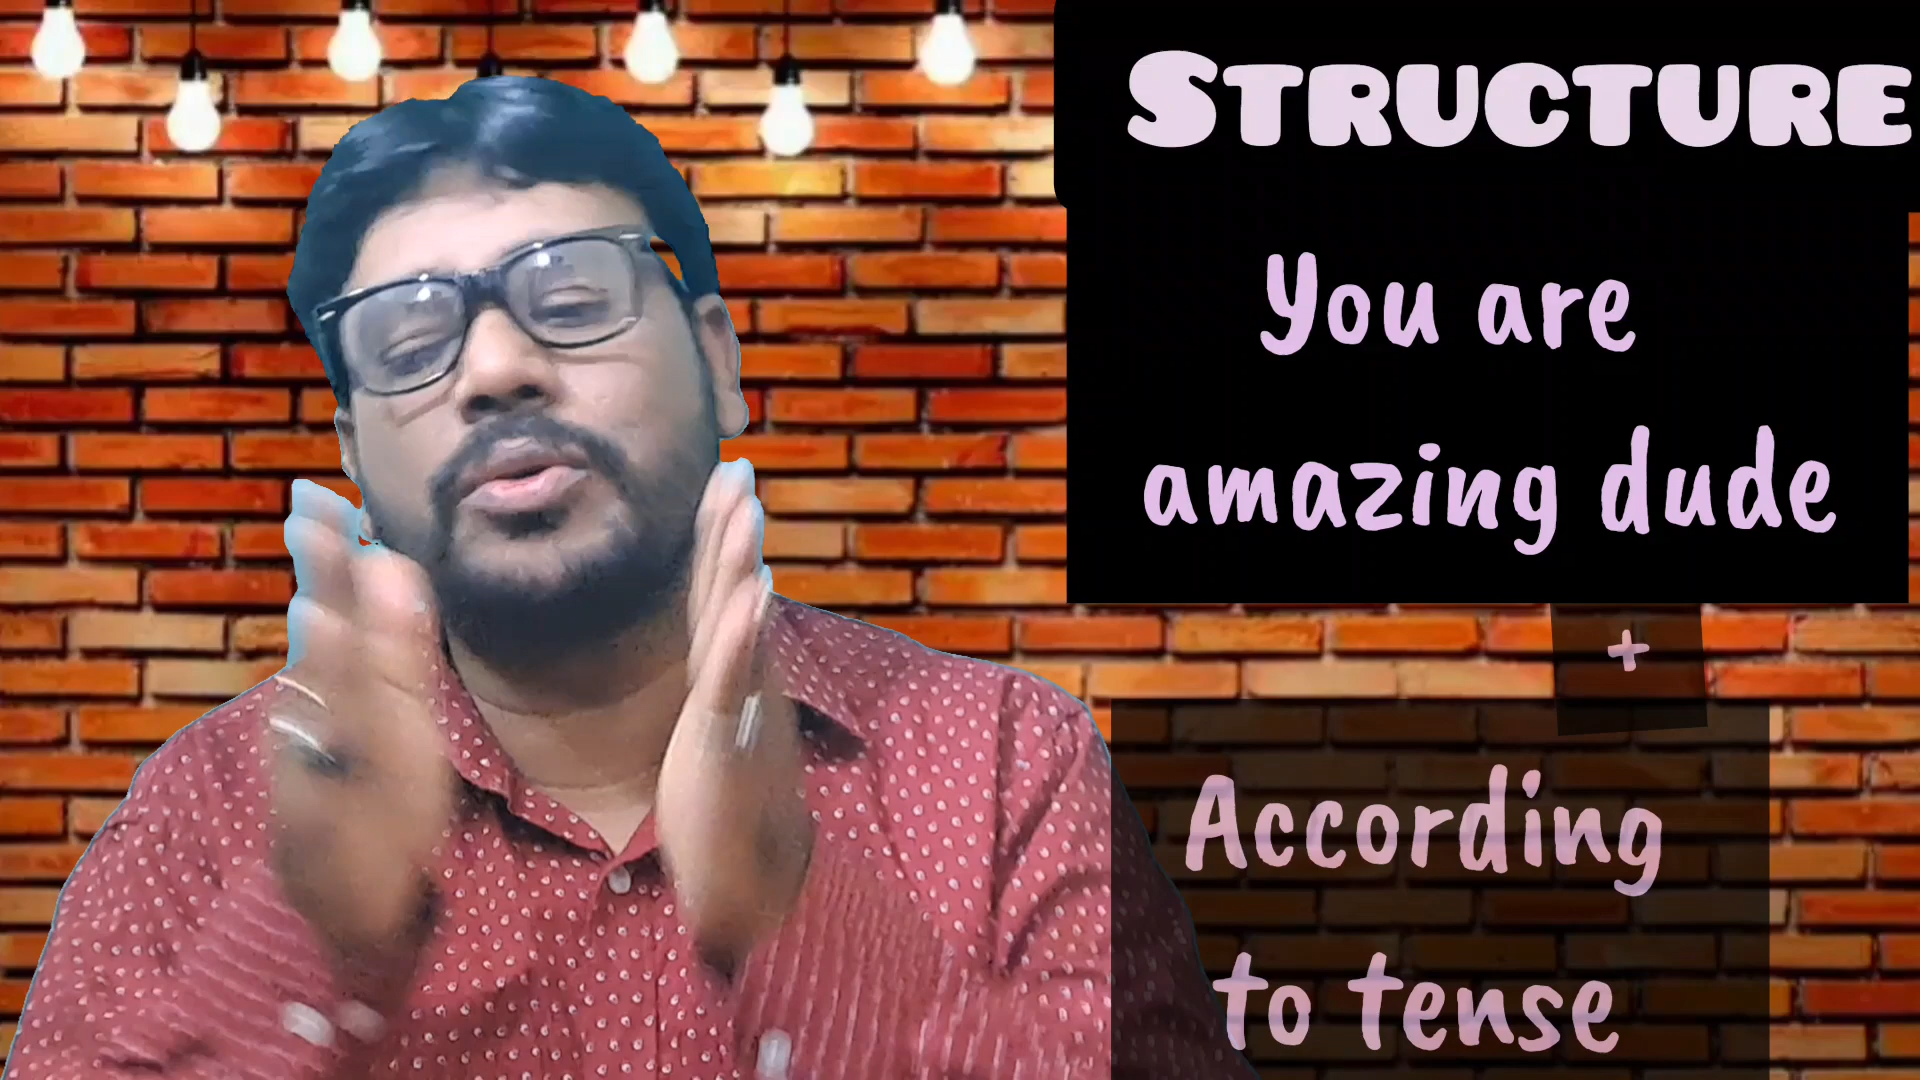 STRUCTURE
You are
amazing dude
+
According
to tense